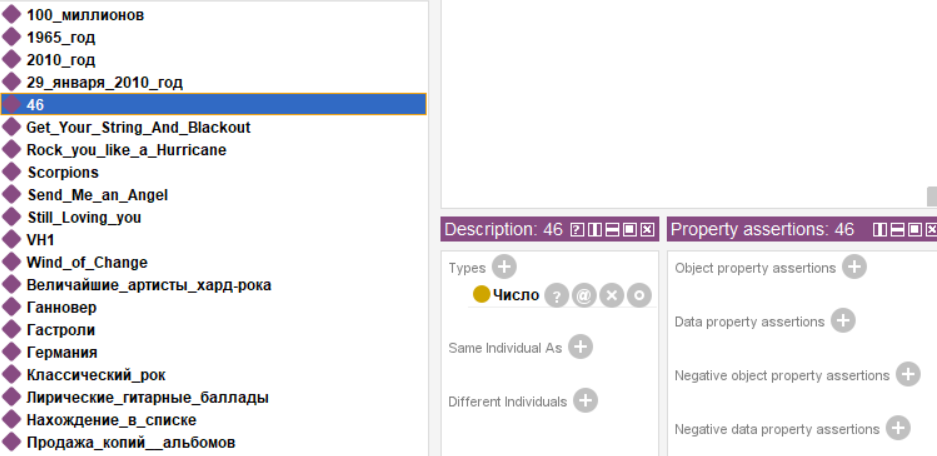 100_миллионов
1965_год
2010_год
29_января_2010_год
46
Get_Your_String_And_Blackout
Rock_you_like_a_Hurricane
Scorpions
Send_Me_an_Angel
Still_Loving_you
VH1
Wind_of_Change
Величайшие_артисты_хард-рока
Ганновер
Гастроли
Германия
Классический_рок
Лирические_гитарные_баллады
Нахождение_в_списке
Продажа_копий__альбомов
Description: 46
Types
Число
Same Individual As
Different Individuals
Property assertions: 46
Object property assertions
Data property assertions
Negative object property assertions
Negative data property assertions